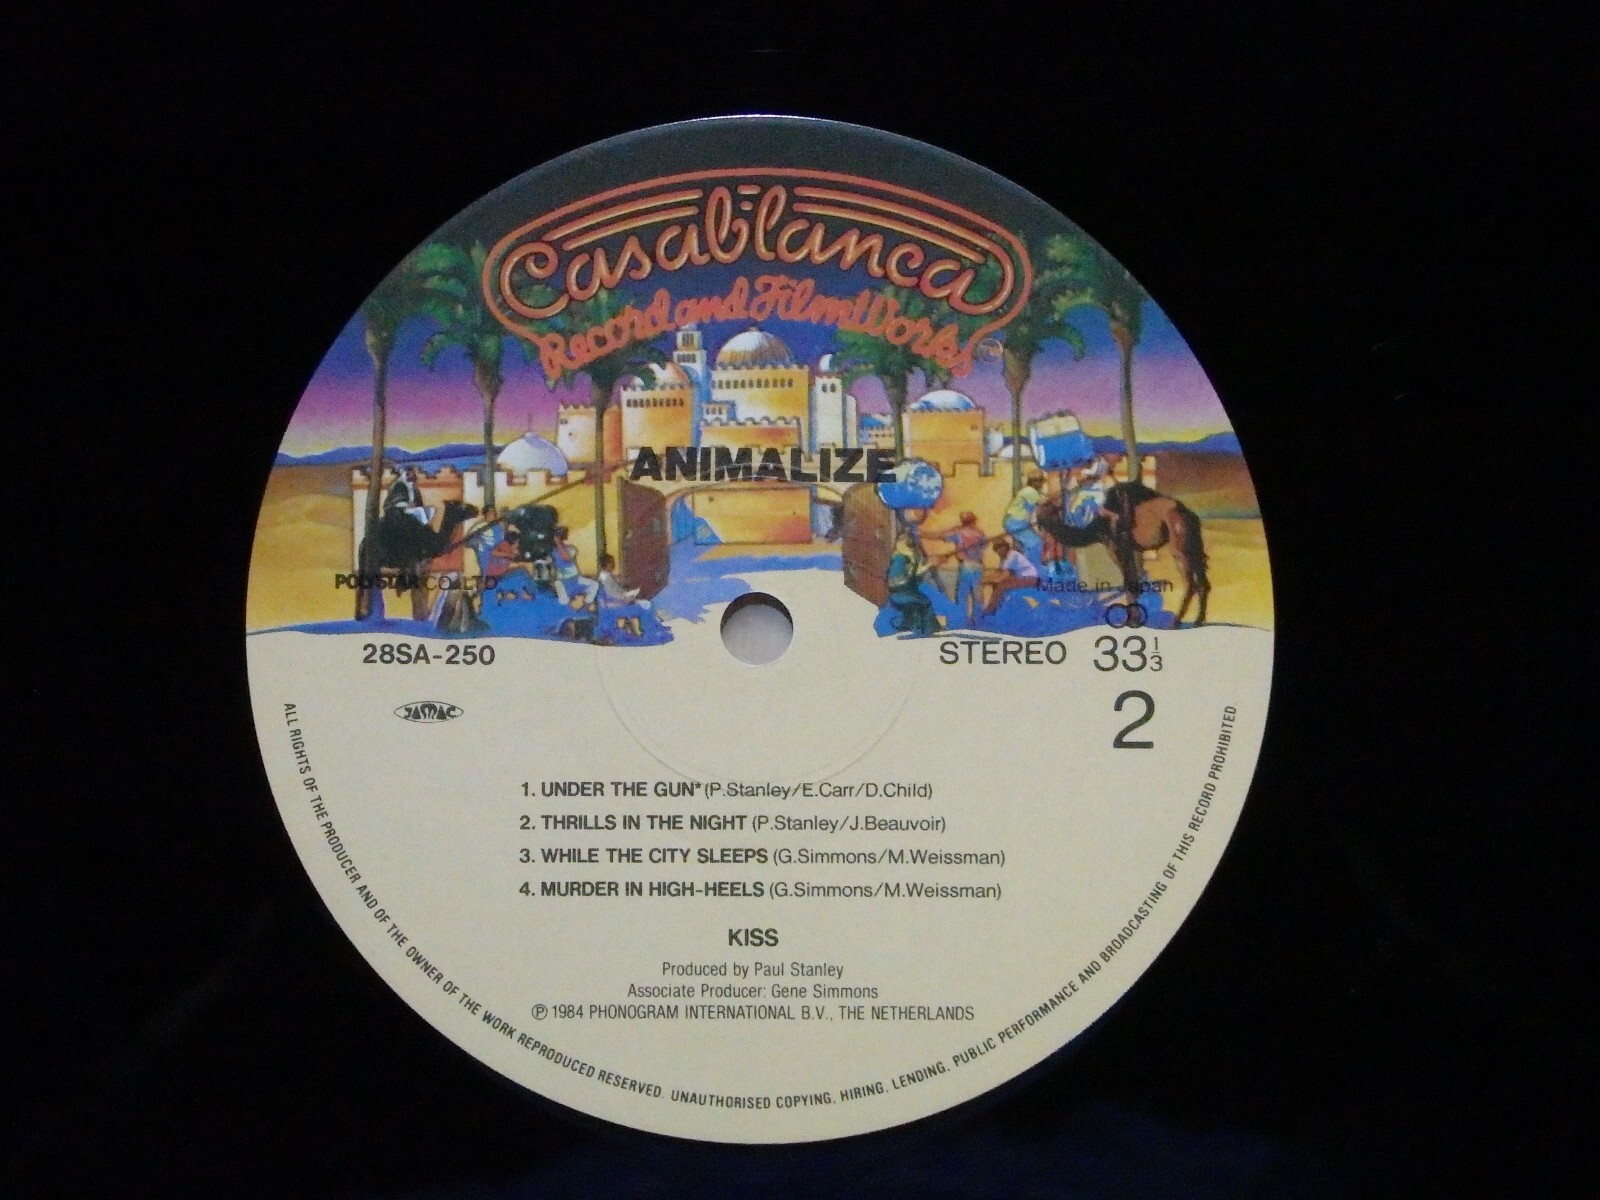 Casablanca
Record and FilmWorks
ANIMALIZE
POLYSTAR CO., LTD.
Made in Japan
28SA-250
STEREO 33 1/3
JASRAC
2
1. UNDER THE GUN* (P.Stanley/E.Carr/D.Child)
2. THRILLS IN THE NIGHT (P.Stanley/J.Beauvoir)
3. WHILE THE CITY SLEEPS (G.Simmons/M.Weissman)
4. MURDER IN HIGH-HEELS (G.Simmons/M.Weissman)
KISS
Produced by Paul Stanley
Associate Producer: Gene Simmons
℗ 1984 PHONOGRAM INTERNATIONAL B.V., THE NETHERLANDS
ALL RIGHTS OF THE PRODUCER AND OF THE OWNER OF THE WORK REPRODUCED RESERVED. UNAUTHORISED COPYING, HIRING, LENDING, PUBLIC PERFORMANCE AND BROADCASTING OF THIS RECORD PROHIBITED.